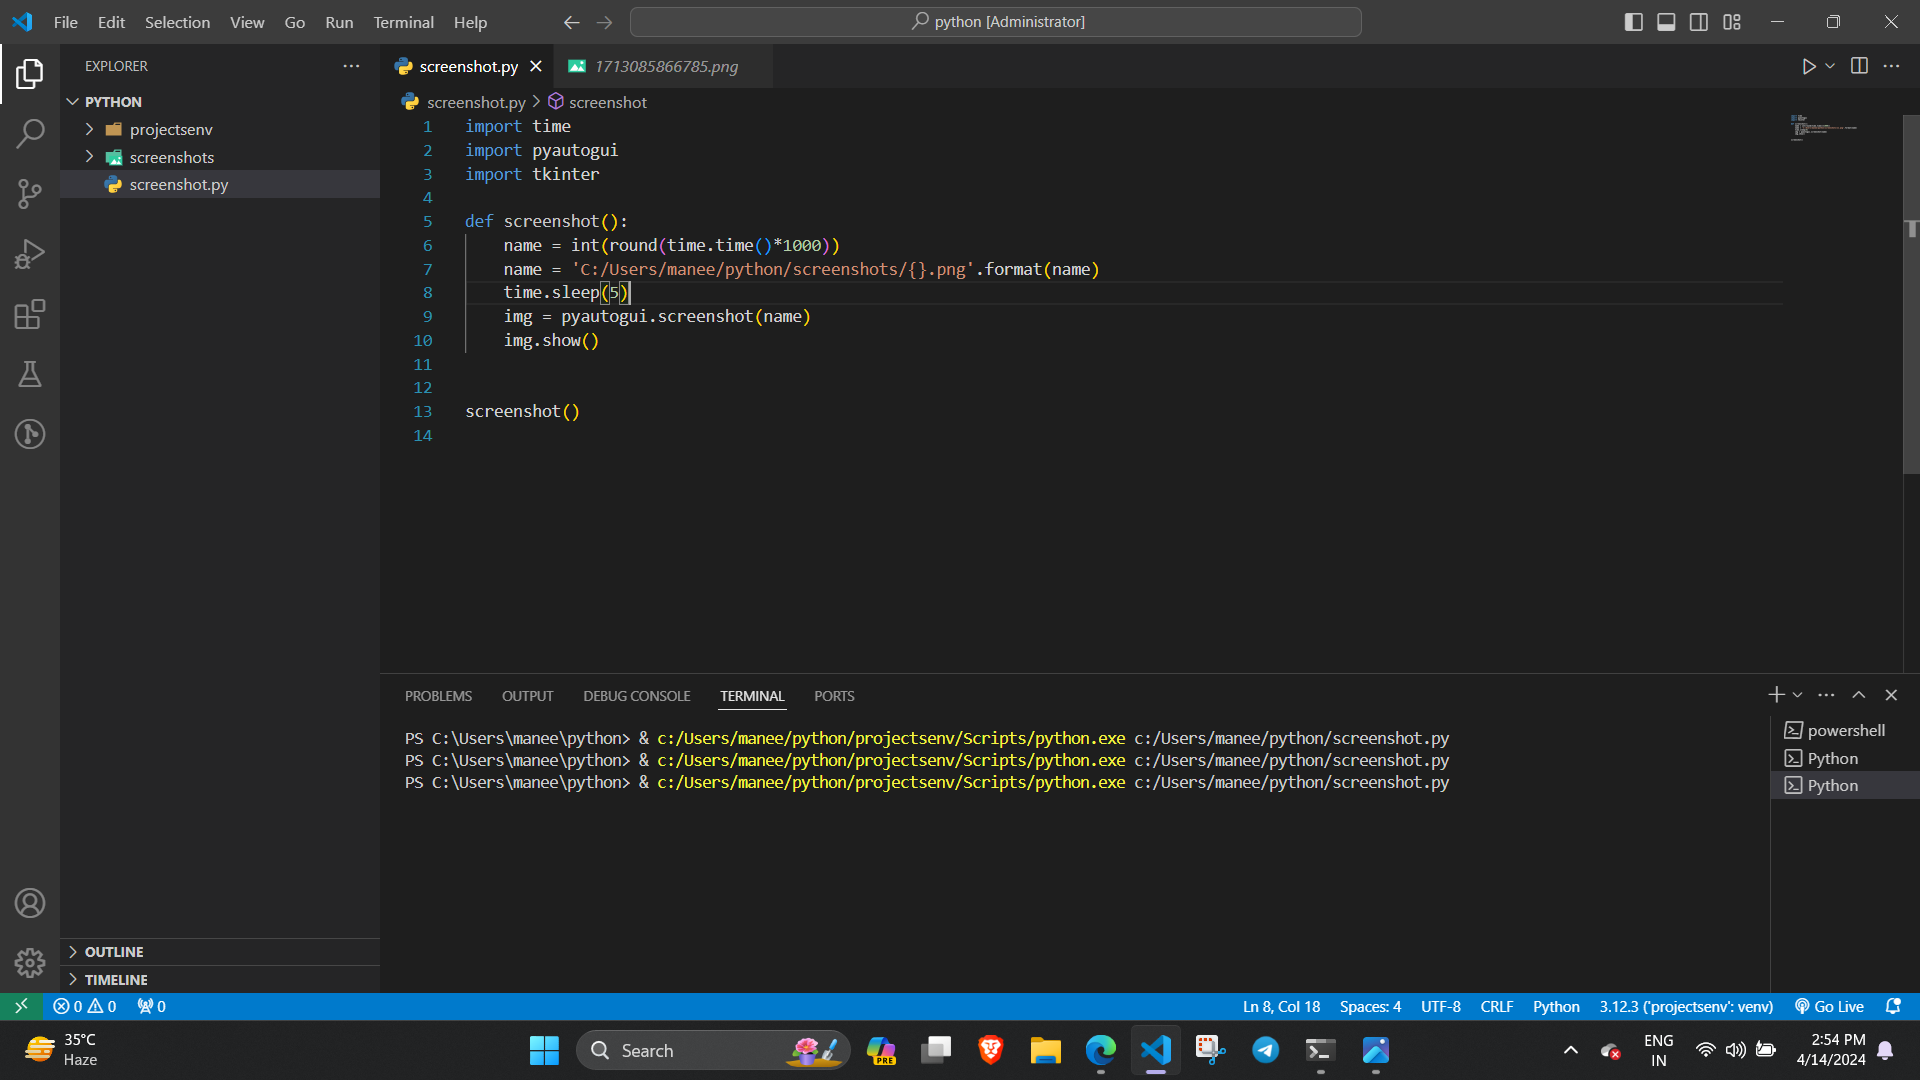 File Edit Selection View Go Run Terminal Help
python [Administrator]
EXPLORER
PYTHON
projectsenv
screenshots
screenshot.py
screenshot.py
1713085866785.png
screenshot.py > screenshot
1 import time
2 import pyautogui
3 import tkinter
4
5 def screenshot():
6 name = int(round(time.time()*1000))
7 name = 'C:/Users/manee/python/screenshots/{}.png'.format(name)
8 time.sleep(5)
9 img = pyautogui.screenshot(name)
10 img.show()
11
12
13 screenshot()
14
PROBLEMS OUTPUT DEBUG CONSOLE TERMINAL PORTS
PS C:\Users\manee\python> & c:/Users/manee/python/projectsenv/Scripts/python.exe c:/Users/manee/python/screenshot.py
PS C:\Users\manee\python> & c:/Users/manee/python/projectsenv/Scripts/python.exe c:/Users/manee/python/screenshot.py
PS C:\Users\manee\python> & c:/Users/manee/python/projectsenv/Scripts/python.exe c:/Users/manee/python/screenshot.py
powershell
Python
Python
OUTLINE
TIMELINE
0 0 0
Ln 8, Col 18 Spaces: 4 UTF-8 CRLF Python 3.12.3 ('projectsenv': venv) Go Live
35°C
Haze
Search
PRE
ENG
IN
2:54 PM
4/14/2024